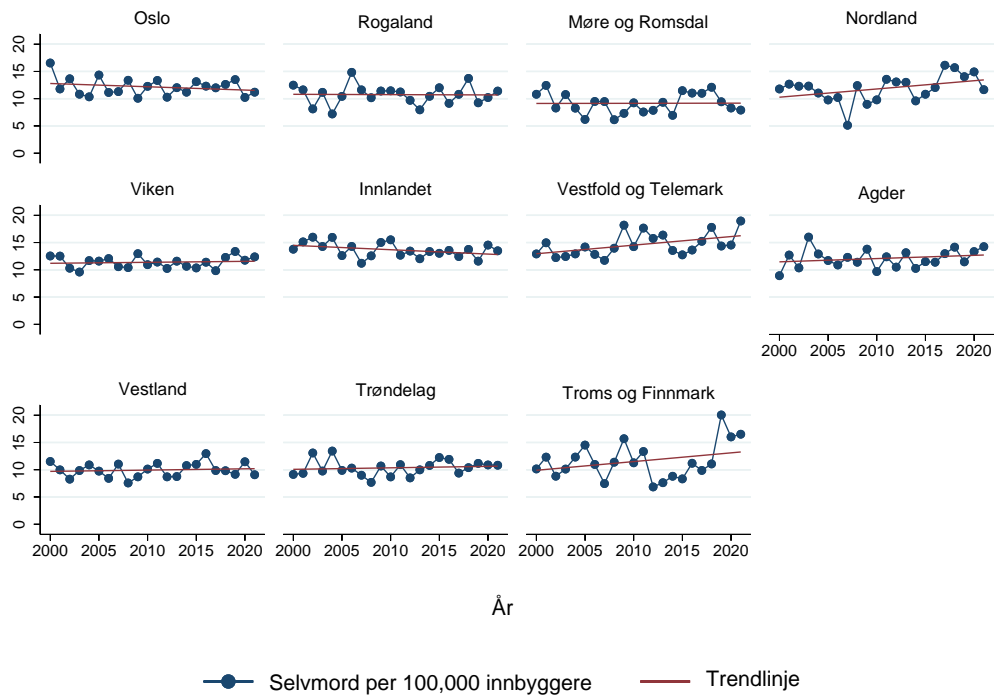 Oslo
Rogaland
Møre og Romsdal
Nordland
0 5 10 15 20
Viken
Innlandet
Vestfold og Telemark
Agder
0 5 10 15 20
2000 2005 2010 2015 2020
Vestland
Trøndelag
Troms og Finnmark
0 5 10 15 20
2000 2005 2010 2015 2020
2000 2005 2010 2015 2020
2000 2005 2010 2015 2020
År
Selvmord per 100,000 innbyggere
Trendlinje